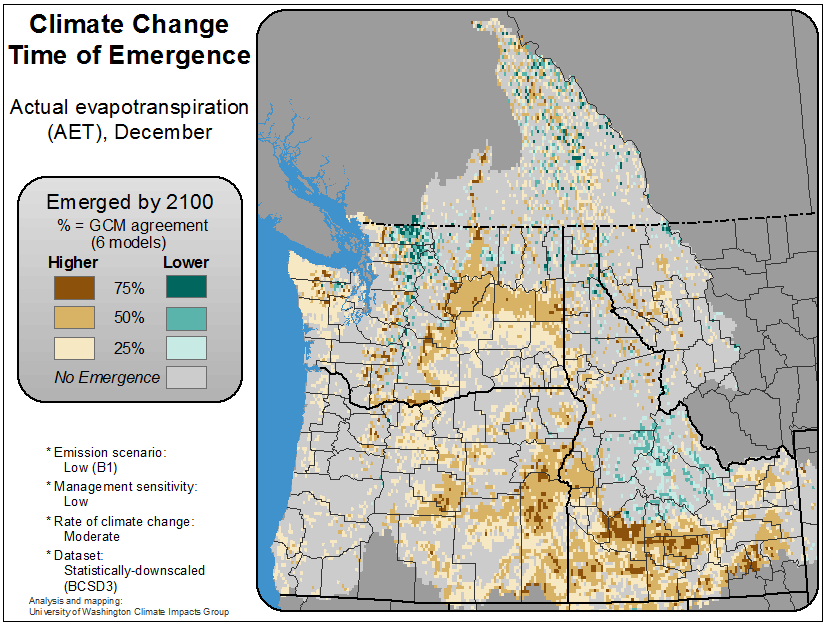 Climate Change
Time of Emergence
Actual evapotranspiration
(AET), December
Emerged by 2100
% = GCM agreement
(6 models)
Higher Lower
75%
50%
25%
No Emergence
* Emission scenario:
Low (B1)
* Management sensitivity:
Low
* Rate of climate change:
Moderate
* Dataset:
Statistically-downscaled
(BCSD3)
Analysis and mapping:
University of Washington Climate Impacts Group